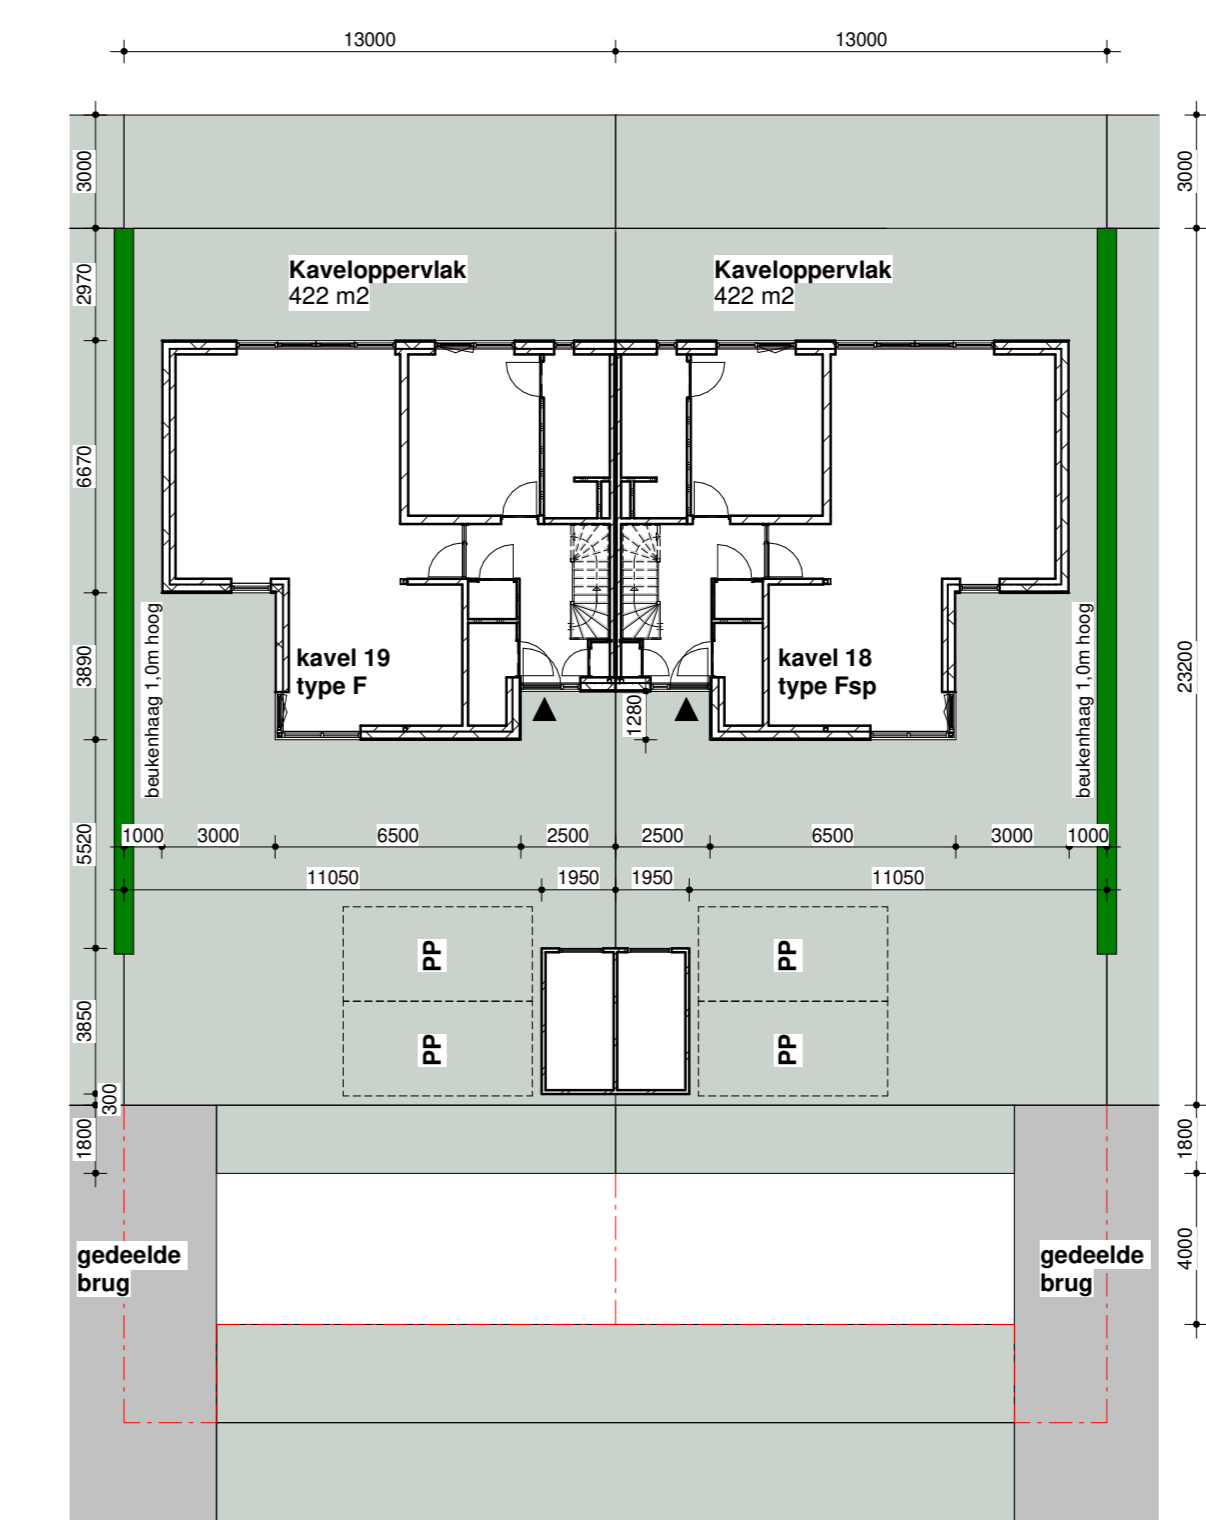 13000
13000
3000
3000
2970
Kaveloppervlak
422 m2
Kaveloppervlak
422 m2
6670
3890
beukenhaag 1,0m hoog
kavel 19
type F
kavel 18
type Fsp
1280
beukenhaag 1,0m hoog
23200
5520
1000
3000
6500
2500
2500
6500
3000
1000
11050
1950
1950
11050
PP
PP
PP
PP
3850
300
1800
1800
gedeelde
brug
gedeelde
brug
4000